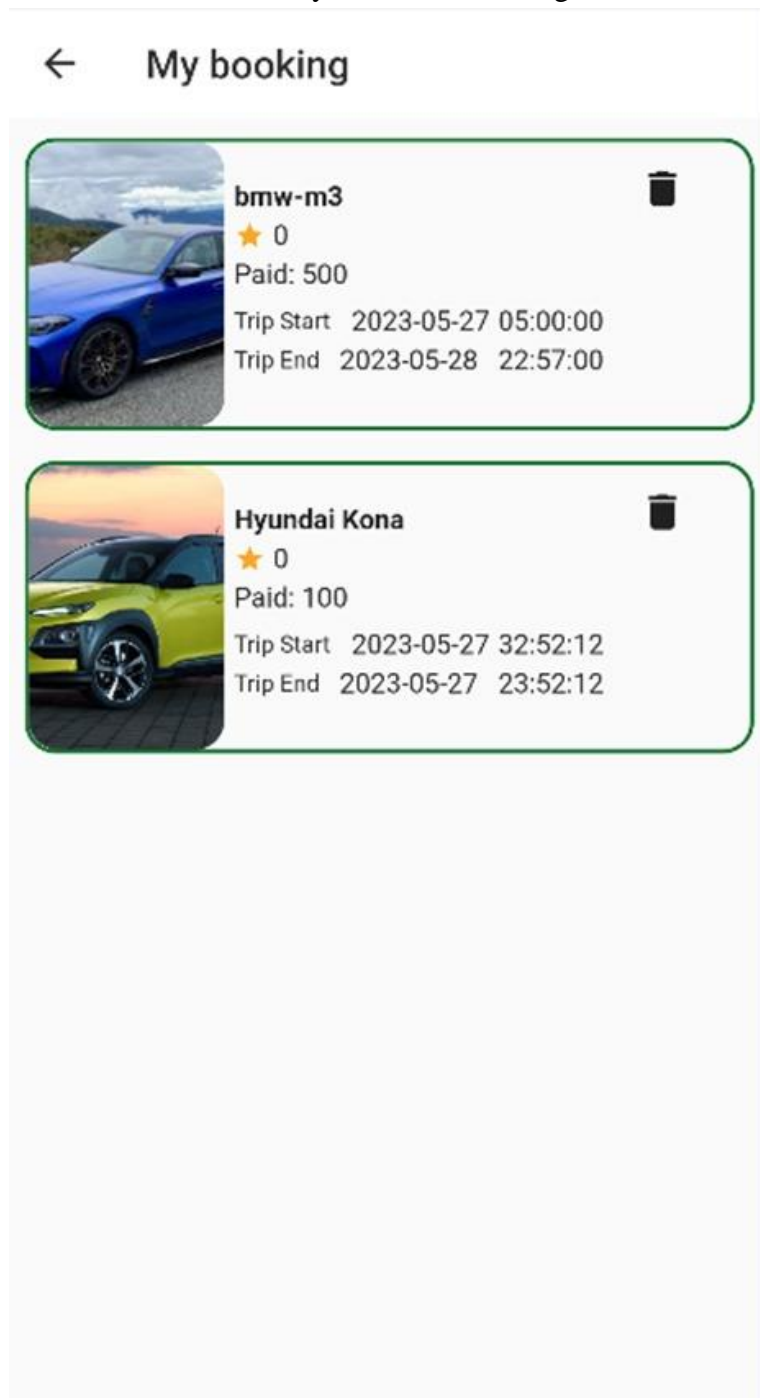 My booking
bmw-m3
0
Paid: 500
Trip Start 2023-05-27 05:00:00
Trip End 2023-05-28 22:57:00
Hyundai Kona
0
Paid: 100
Trip Start 2023-05-27 32:52:12
Trip End 2023-05-27 23:52:12